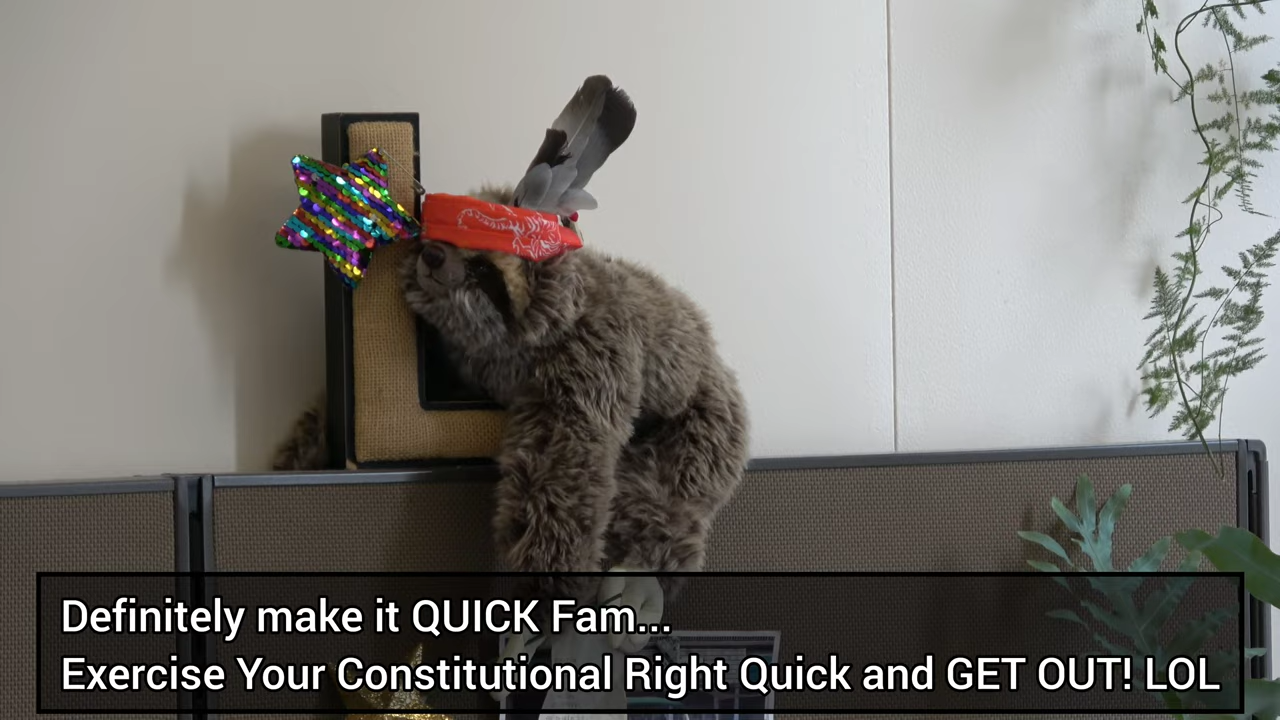 Definitely make it QUICK Fam...
Exercise Your Constitutional Right Quick and GET OUT! LOL